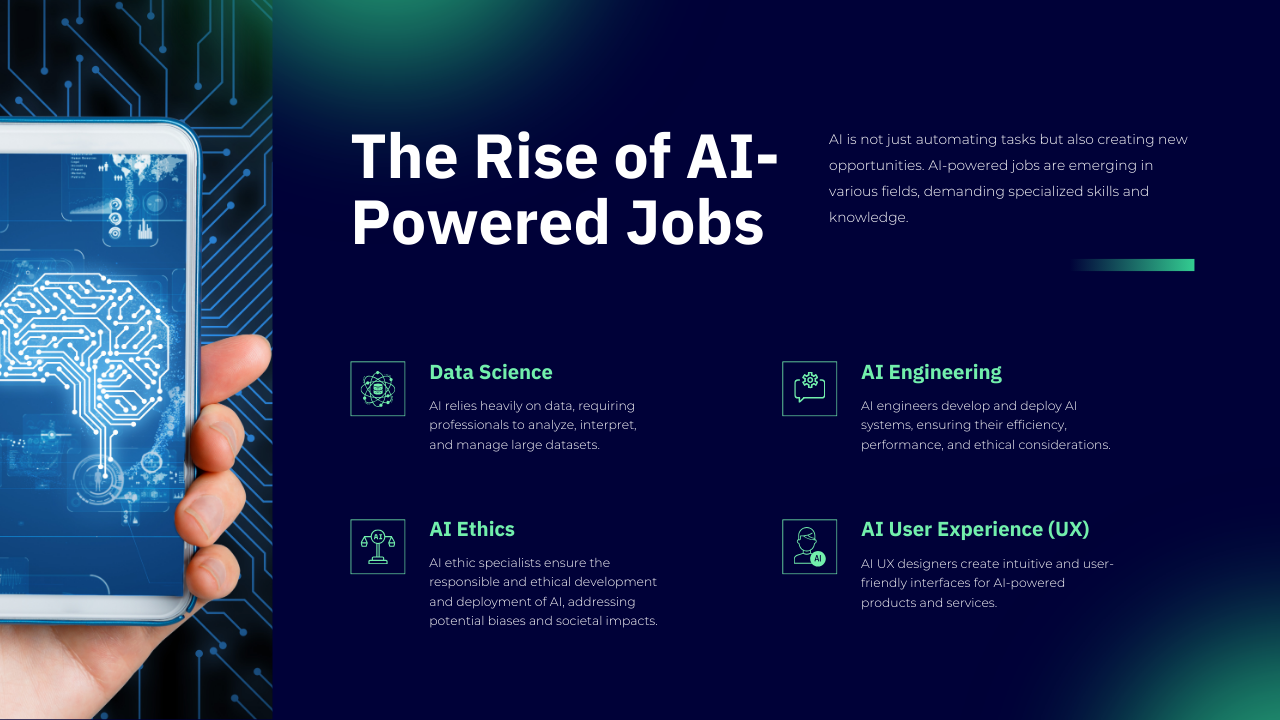 The Rise of AI-
Powered Jobs
AI is not just automating tasks but also creating new
opportunities. AI-powered jobs are emerging in
various fields, demanding specialized skills and
knowledge.
Data Science
AI relies heavily on data, requiring
professionals to analyze, interpret,
and manage large datasets.
AI Engineering
AI engineers develop and deploy AI
systems, ensuring their efficiency,
performance, and ethical considerations.
AI
AI Ethics
AI ethic specialists ensure the
responsible and ethical development
and deployment of AI, addressing
potential biases and societal impacts.
AI
AI User Experience (UX)
AI UX designers create intuitive and user-
friendly interfaces for AI-powered
products and services.